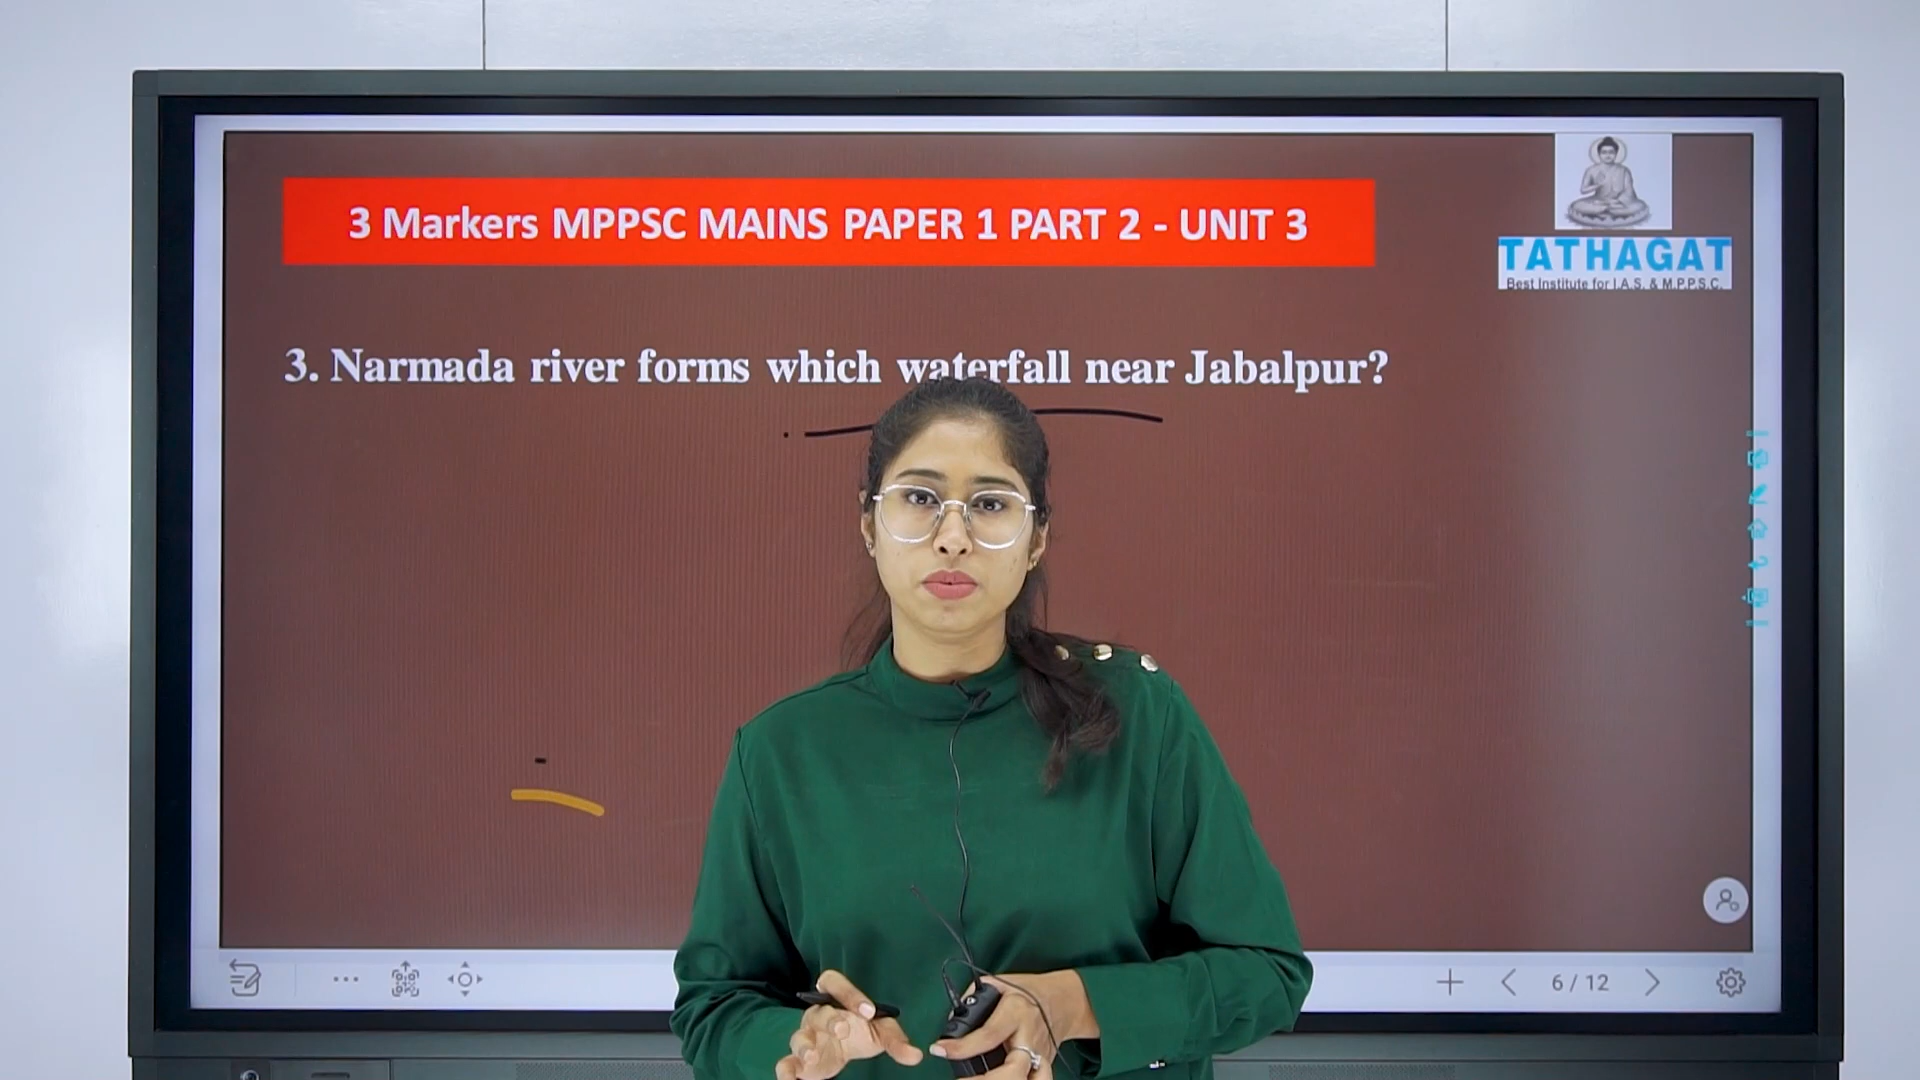 3 Markers MPPSC MAINS PAPER 1 PART 2 - UNIT 3
TATHAGAT
Best Institute for I.A.S. & M.P.P.S.C.
3. Narmada river forms which waterfall near Jabalpur?
6 / 12